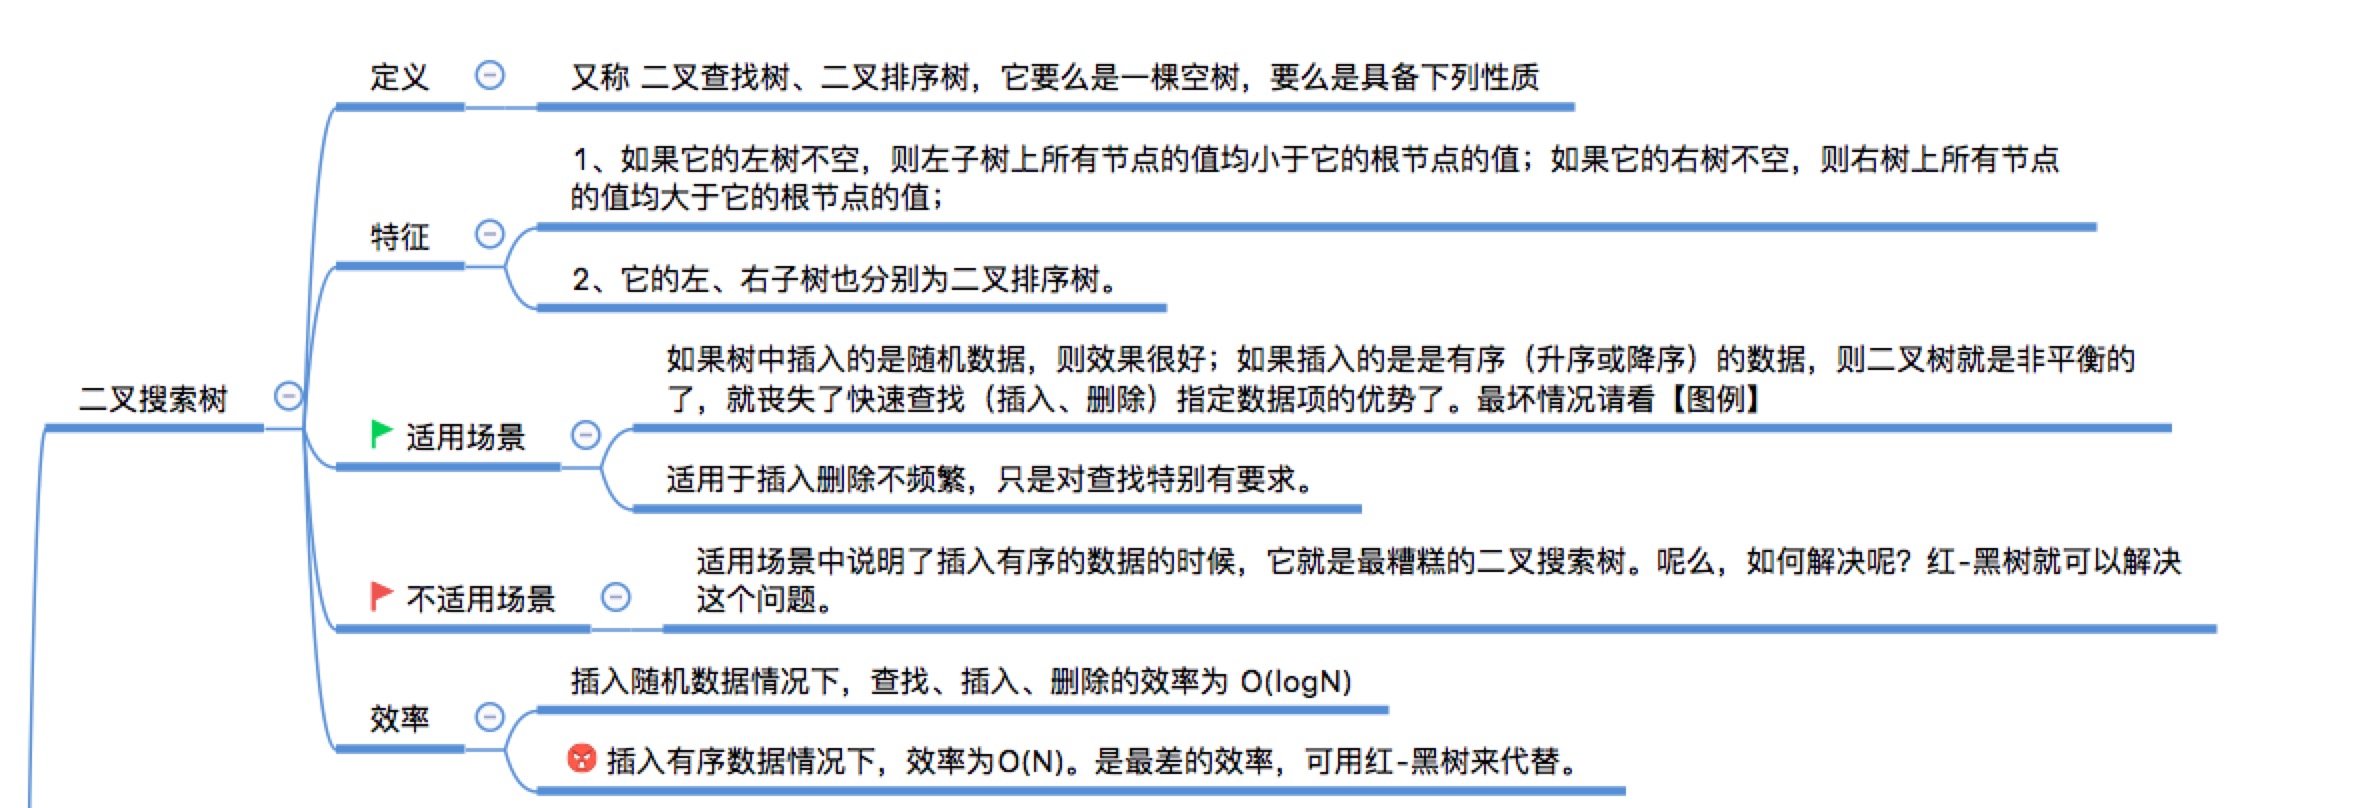 定义
又称 二叉查找树、二叉排序树，它要么是一棵空树，要么是具备下列性质
1、如果它的左树不空，则左子树上所有节点的值均小于它的根节点的值；如果它的右树不空，则右树上所有节点
的值均大于它的根节点的值；
特征
2、它的左、右子树也分别为二叉排序树。
二叉搜索树
如果树中插入的是随机数据，则效果很好；如果插入的是是有序（升序或降序）的数据，则二叉树就是非平衡的
了，就丧失了快速查找（插入、删除）指定数据项的优势了。最坏情况请看【图例】
适用场景
适用于插入删除不频繁，只是对查找特别有要求。
适用场景中说明了插入有序的数据的时候，它就是最糟糕的二叉搜索树。呢么，如何解决呢？红-黑树就可以解决
这个问题。
不适用场景
插入随机数据情况下，查找、插入、删除的效率为 O(logN)
效率
插入有序数据情况下，效率为O(N)。是最差的效率，可用红-黑树来代替。